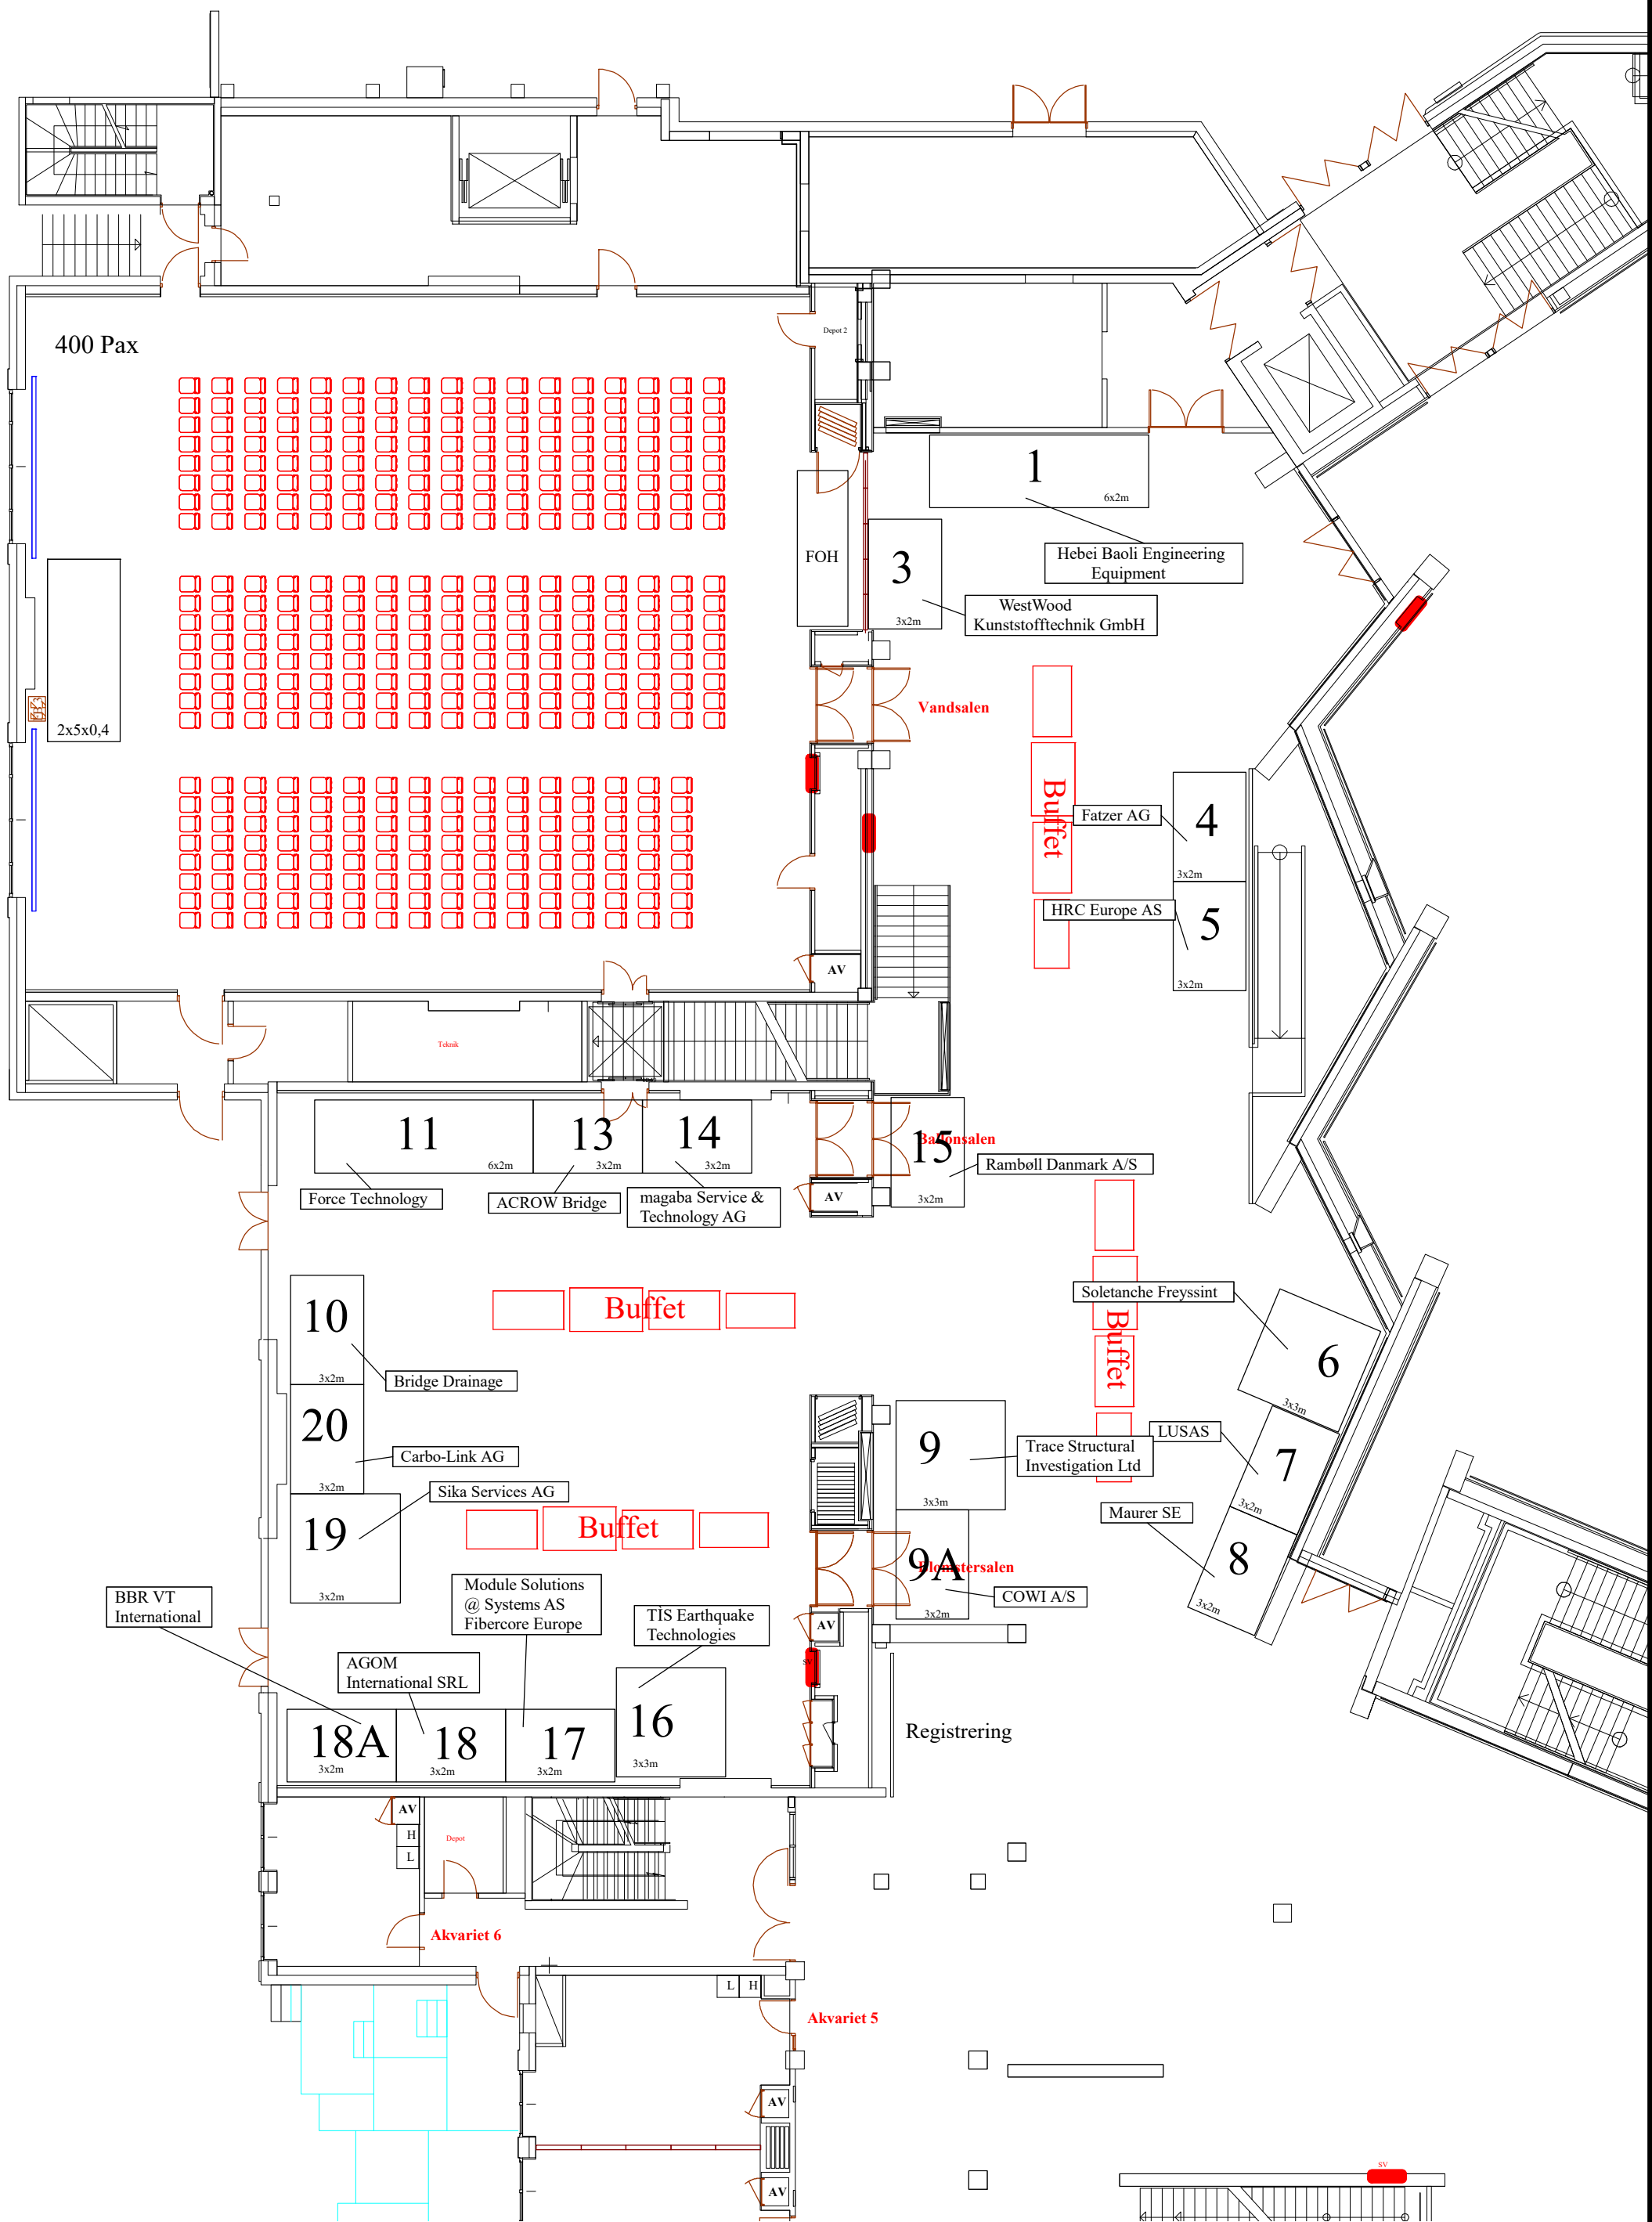 400 Pax
Depot 2
1
6x2m
FOH
3
3x2m
Hebei Baoli Engineering
Equipment
WestWood
Kunststofftechnik GmbH
2x5x0,4
Vandsalen
Buffet
Fatzer AG
4
3x2m
HRC Europe AS
5
3x2m
AV
Teknik
11
6x2m
13
3x2m
14
3x2m
Ballonsalen
15
3x2m
Rambøll Danmark A/S
Force Technology
ACROW Bridge
magaba Service &
Technology AG
AV
Buffet
10
3x2m
Bridge Drainage
Soletanche Freyssint
Buffet
6
3x3m
20
3x2m
Carbo-Link AG
9
3x3m
Trace Structural
Investigation Ltd
LUSAS
7
3x2m
Sika Services AG
19
3x2m
Buffet
Maurer SE
8
3x2m
Blomstersalen
9A
3x2m
COWI A/S
BBR VT
International
Module Solutions
@ Systems AS
Fibercore Europe
TİS Earthquake
Technologies
AV
SV
AGOM
International SRL
18A
3x2m
18
3x2m
17
3x2m
16
3x3m
Registrering
AV
H
L
Depot
Akvariet 6
L
H
Akvariet 5
AV
AV
SV